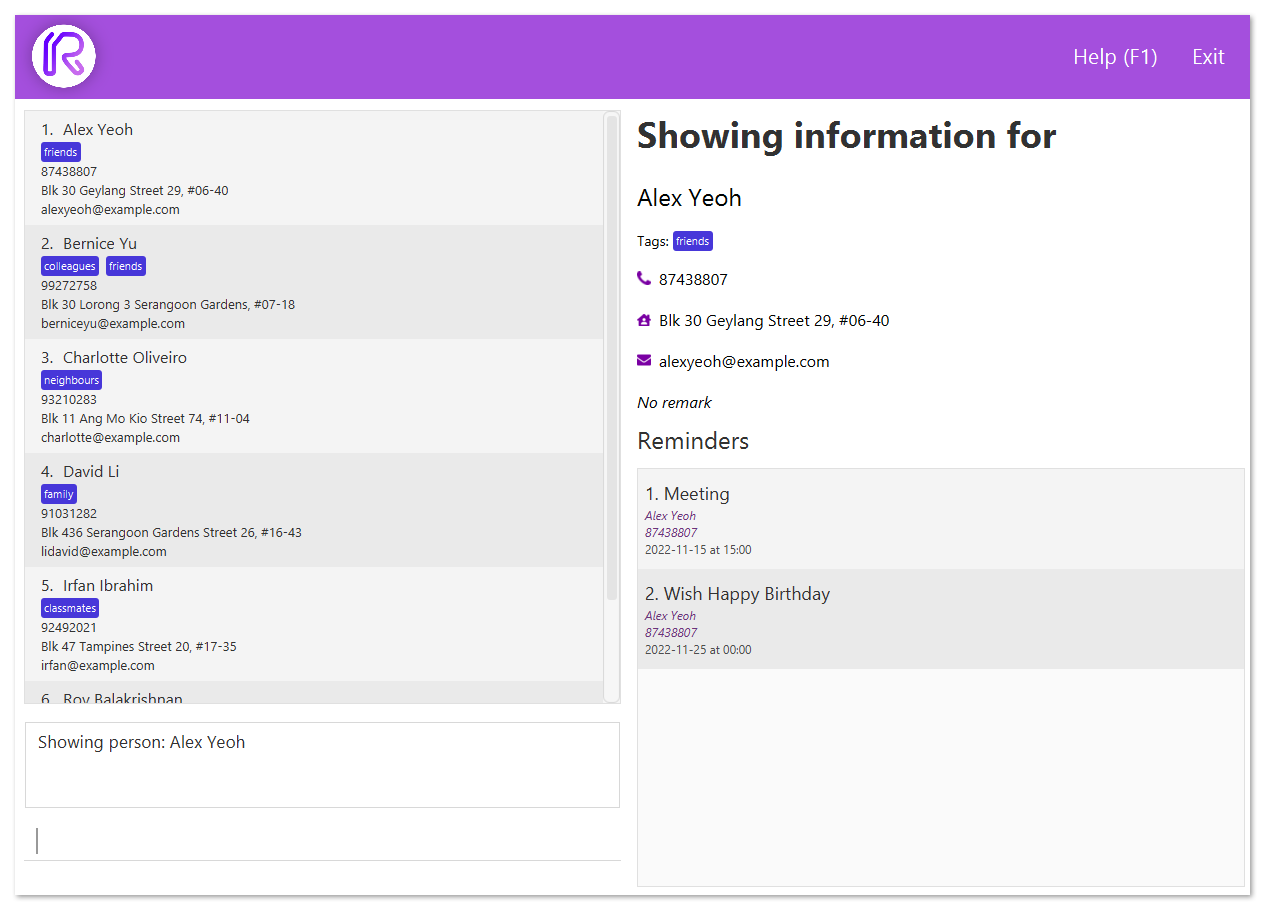 R
Help (F1) Exit
1. Alex Yeoh
friends
87438807
Blk 30 Geylang Street 29, #06-40
alexyeoh@example.com
2. Bernice Yu
colleagues friends
99272758
Blk 30 Lorong 3 Serangoon Gardens, #07-18
berniceyu@example.com
3. Charlotte Oliveiro
neighbours
93210283
Blk 11 Ang Mo Kio Street 74, #11-04
charlotte@example.com
4. David Li
family
91031282
Blk 436 Serangoon Gardens Street 26, #16-43
lidavid@example.com
5. Irfan Ibrahim
classmates
92492021
Blk 47 Tampines Street 20, #17-35
irfan@example.com
6. Roy Balakrishnan
Showing person: Alex Yeoh
Showing information for
Alex Yeoh
Tags: friends
87438807
Blk 30 Geylang Street 29, #06-40
alexyeoh@example.com
No remark
Reminders
1. Meeting
Alex Yeoh
87438807
2022-11-15 at 15:00
2. Wish Happy Birthday
Alex Yeoh
87438807
2022-11-25 at 00:00